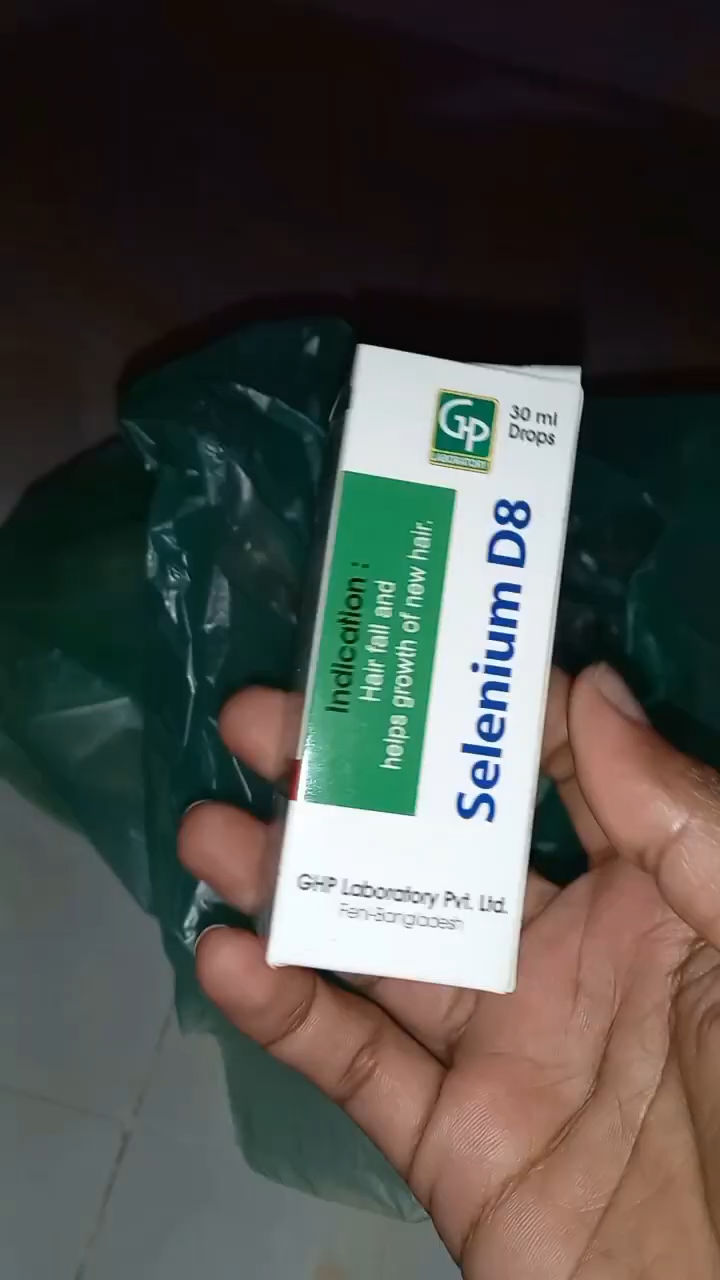 GHP
30 ml
Drops
Selenium D8
Indication :
Hair fall and
helps growth of new hair.
GHP Laboratory Pvt. Ltd.
Feni-Bangladesh